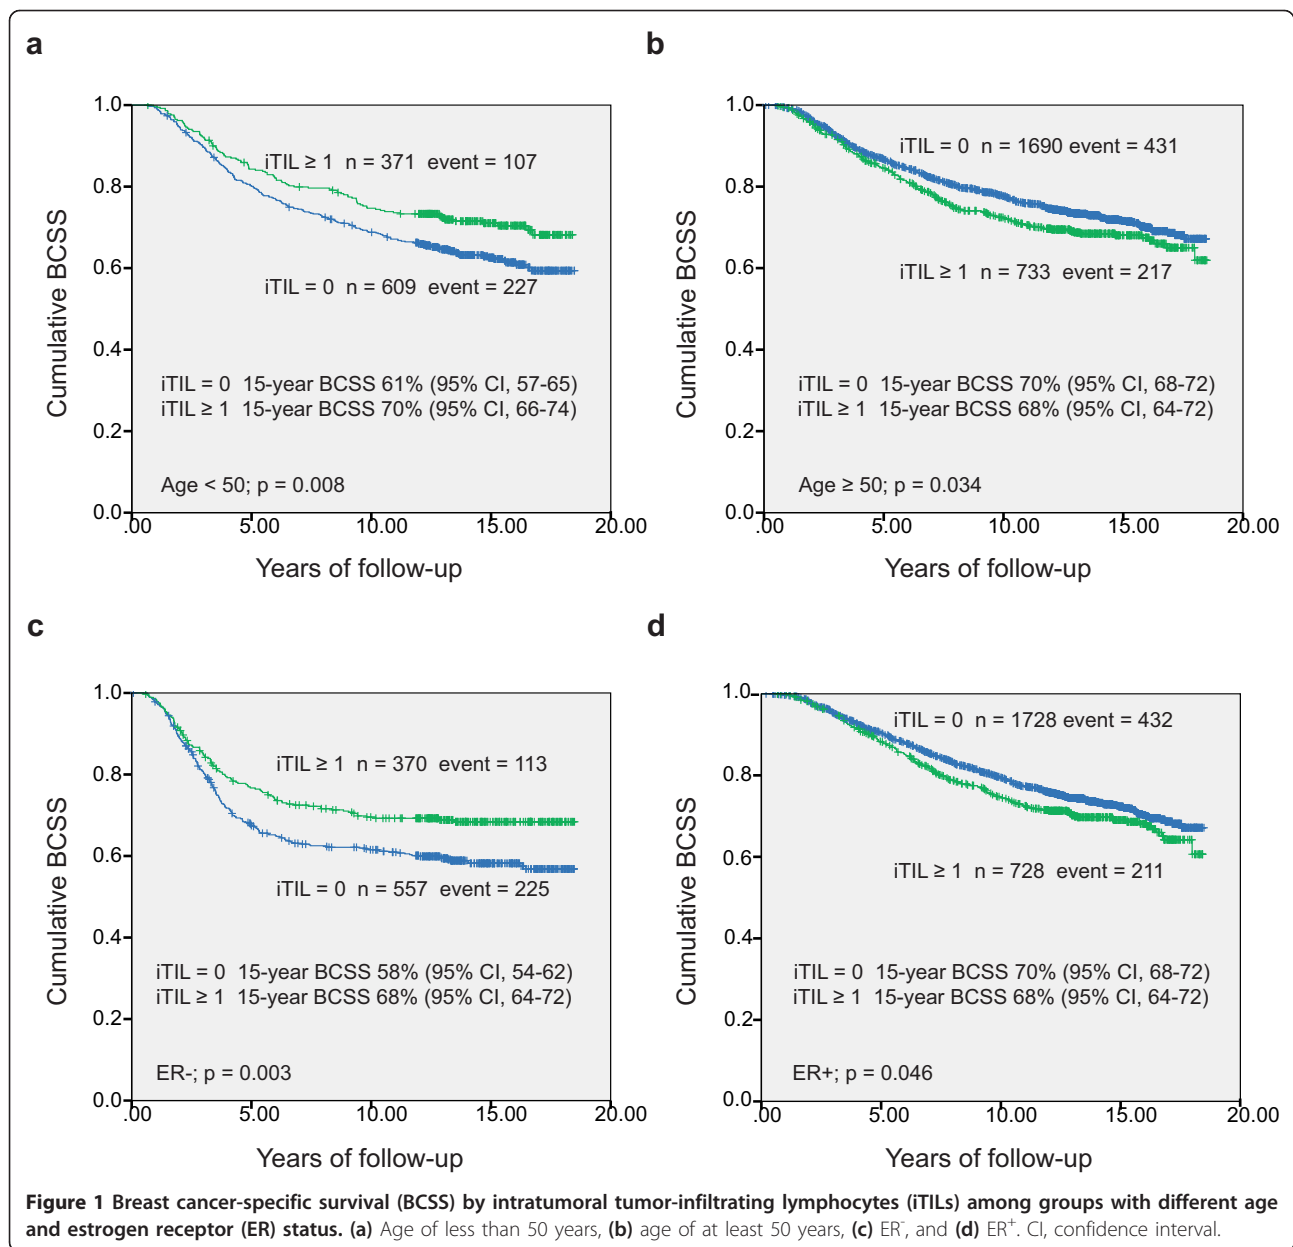 a
1.0
0.8
0.6
0.4
0.2
0.0
Cumulative BCSS
iTIL ≥ 1 n = 371 event = 107
iTIL = 0 n = 609 event = 227
iTIL = 0 15-year BCSS 61% (95% CI, 57-65)
iTIL ≥ 1 15-year BCSS 70% (95% CI, 66-74)
Age < 50; p = 0.008
.00 5.00 10.00 15.00 20.00
Years of follow-up
b
1.0
0.8
0.6
0.4
0.2
0.0
Cumulative BCSS
iTIL = 0 n = 1690 event = 431
iTIL ≥ 1 n = 733 event = 217
iTIL = 0 15-year BCSS 70% (95% CI, 68-72)
iTIL ≥ 1 15-year BCSS 68% (95% CI, 64-72)
Age ≥ 50; p = 0.034
.00 5.00 10.00 15.00 20.00
Years of follow-up
c
1.0
0.8
0.6
0.4
0.2
0.0
Cumulative BCSS
iTIL ≥ 1 n = 370 event = 113
iTIL = 0 n = 557 event = 225
iTIL = 0 15-year BCSS 58% (95% CI, 54-62)
iTIL ≥ 1 15-year BCSS 68% (95% CI, 64-72)
ER-; p = 0.003
.00 5.00 10.00 15.00 20.00
Years of follow-up
d
1.0
0.8
0.6
0.4
0.2
0.0
Cumulative BCSS
iTIL = 0 n = 1728 event = 432
iTIL ≥ 1 n = 728 event = 211
iTIL = 0 15-year BCSS 70% (95% CI, 68-72)
iTIL ≥ 1 15-year BCSS 68% (95% CI, 64-72)
ER+; p = 0.046
.00 5.00 10.00 15.00 20.00
Years of follow-up
Figure 1 Breast cancer-specific survival (BCSS) by intratumoral tumor-infiltrating lymphocytes (iTILs) among groups with different age
and estrogen receptor (ER) status. (a) Age of less than 50 years, (b) age of at least 50 years, (c) ER⁻, and (d) ER⁺. CI, confidence interval.